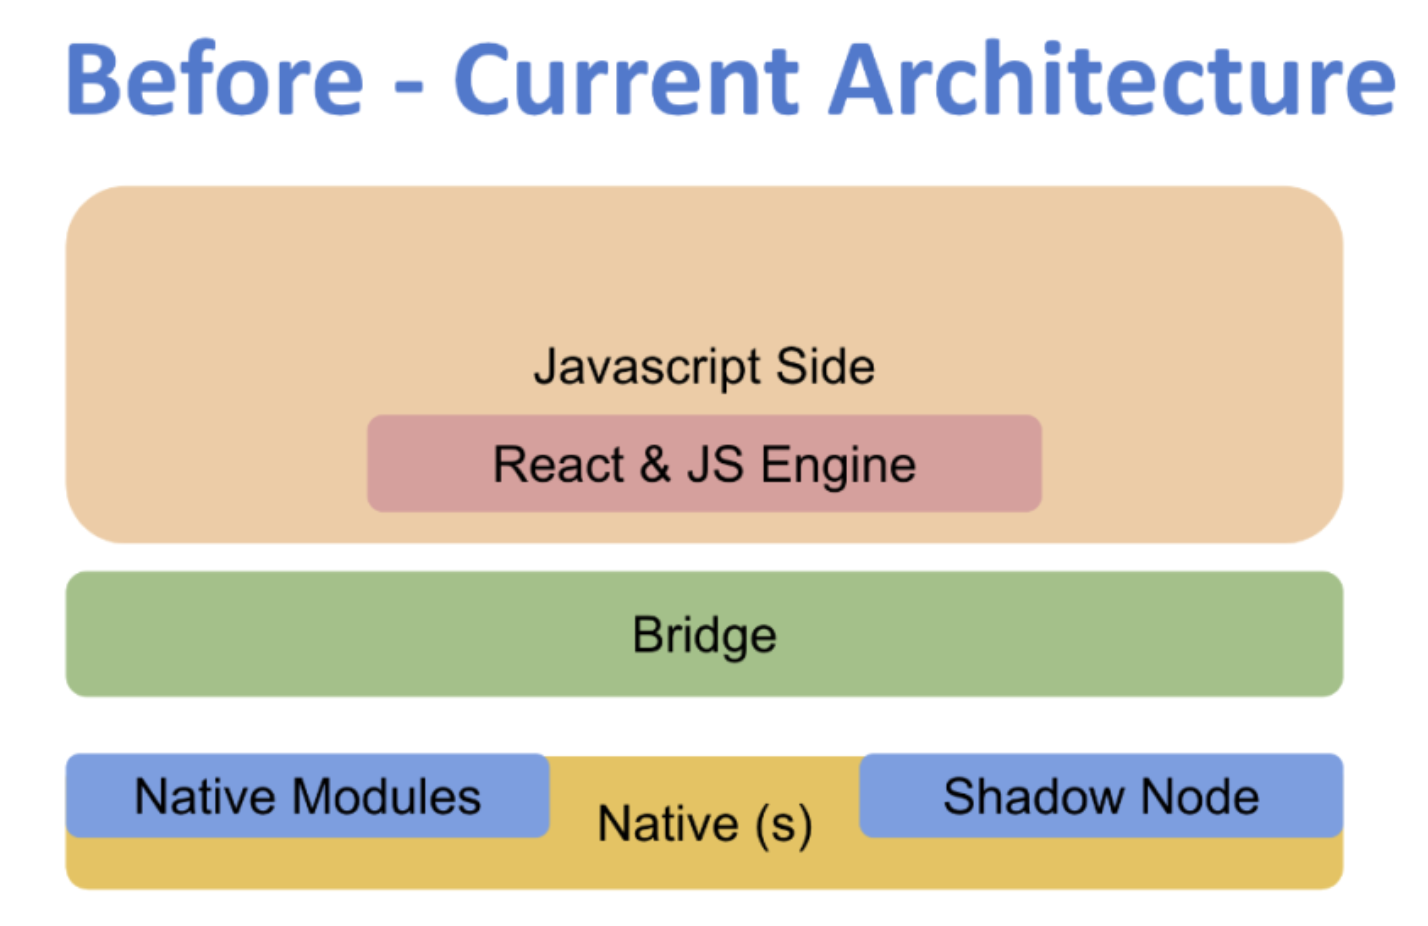 Before - Current Architecture
Javascript Side
React & JS Engine
Bridge
Native Modules
Native (s)
Shadow Node